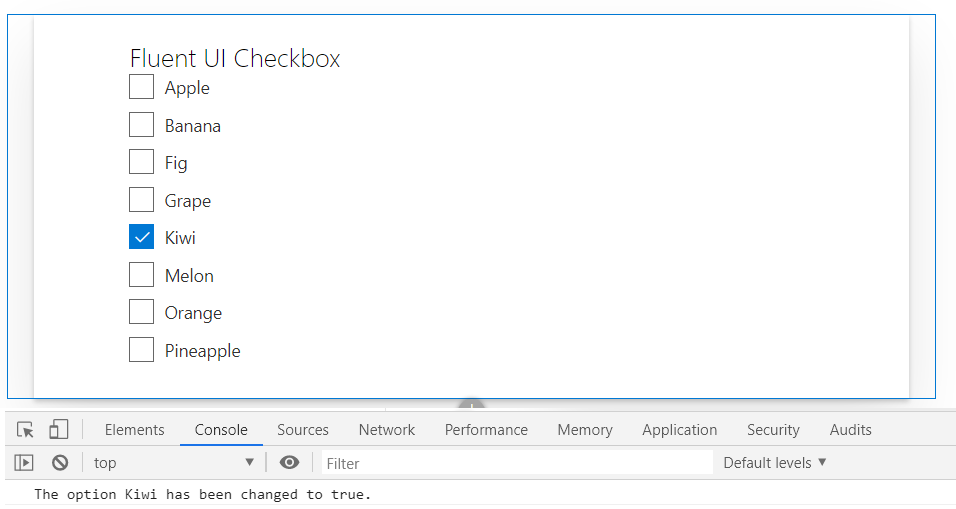 Fluent UI Checkbox
Apple
Banana
Fig
Grape
Kiwi
Melon
Orange
Pineapple
Elements Console Sources Network Performance Memory Application Security Audits
top Filter Default levels
The option Kiwi has been changed to true.